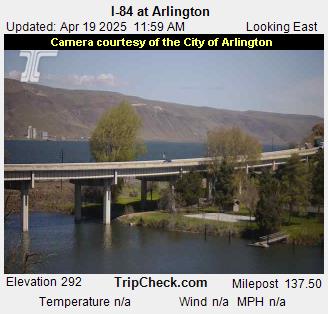 I-84 at Arlington
Updated: Apr 19 2025 11:59 AM Looking East
Camera courtesy of the City of Arlington
Elevation 292 TripCheck.com Milepost 137.50
Temperature n/a Wind n/a MPH n/a